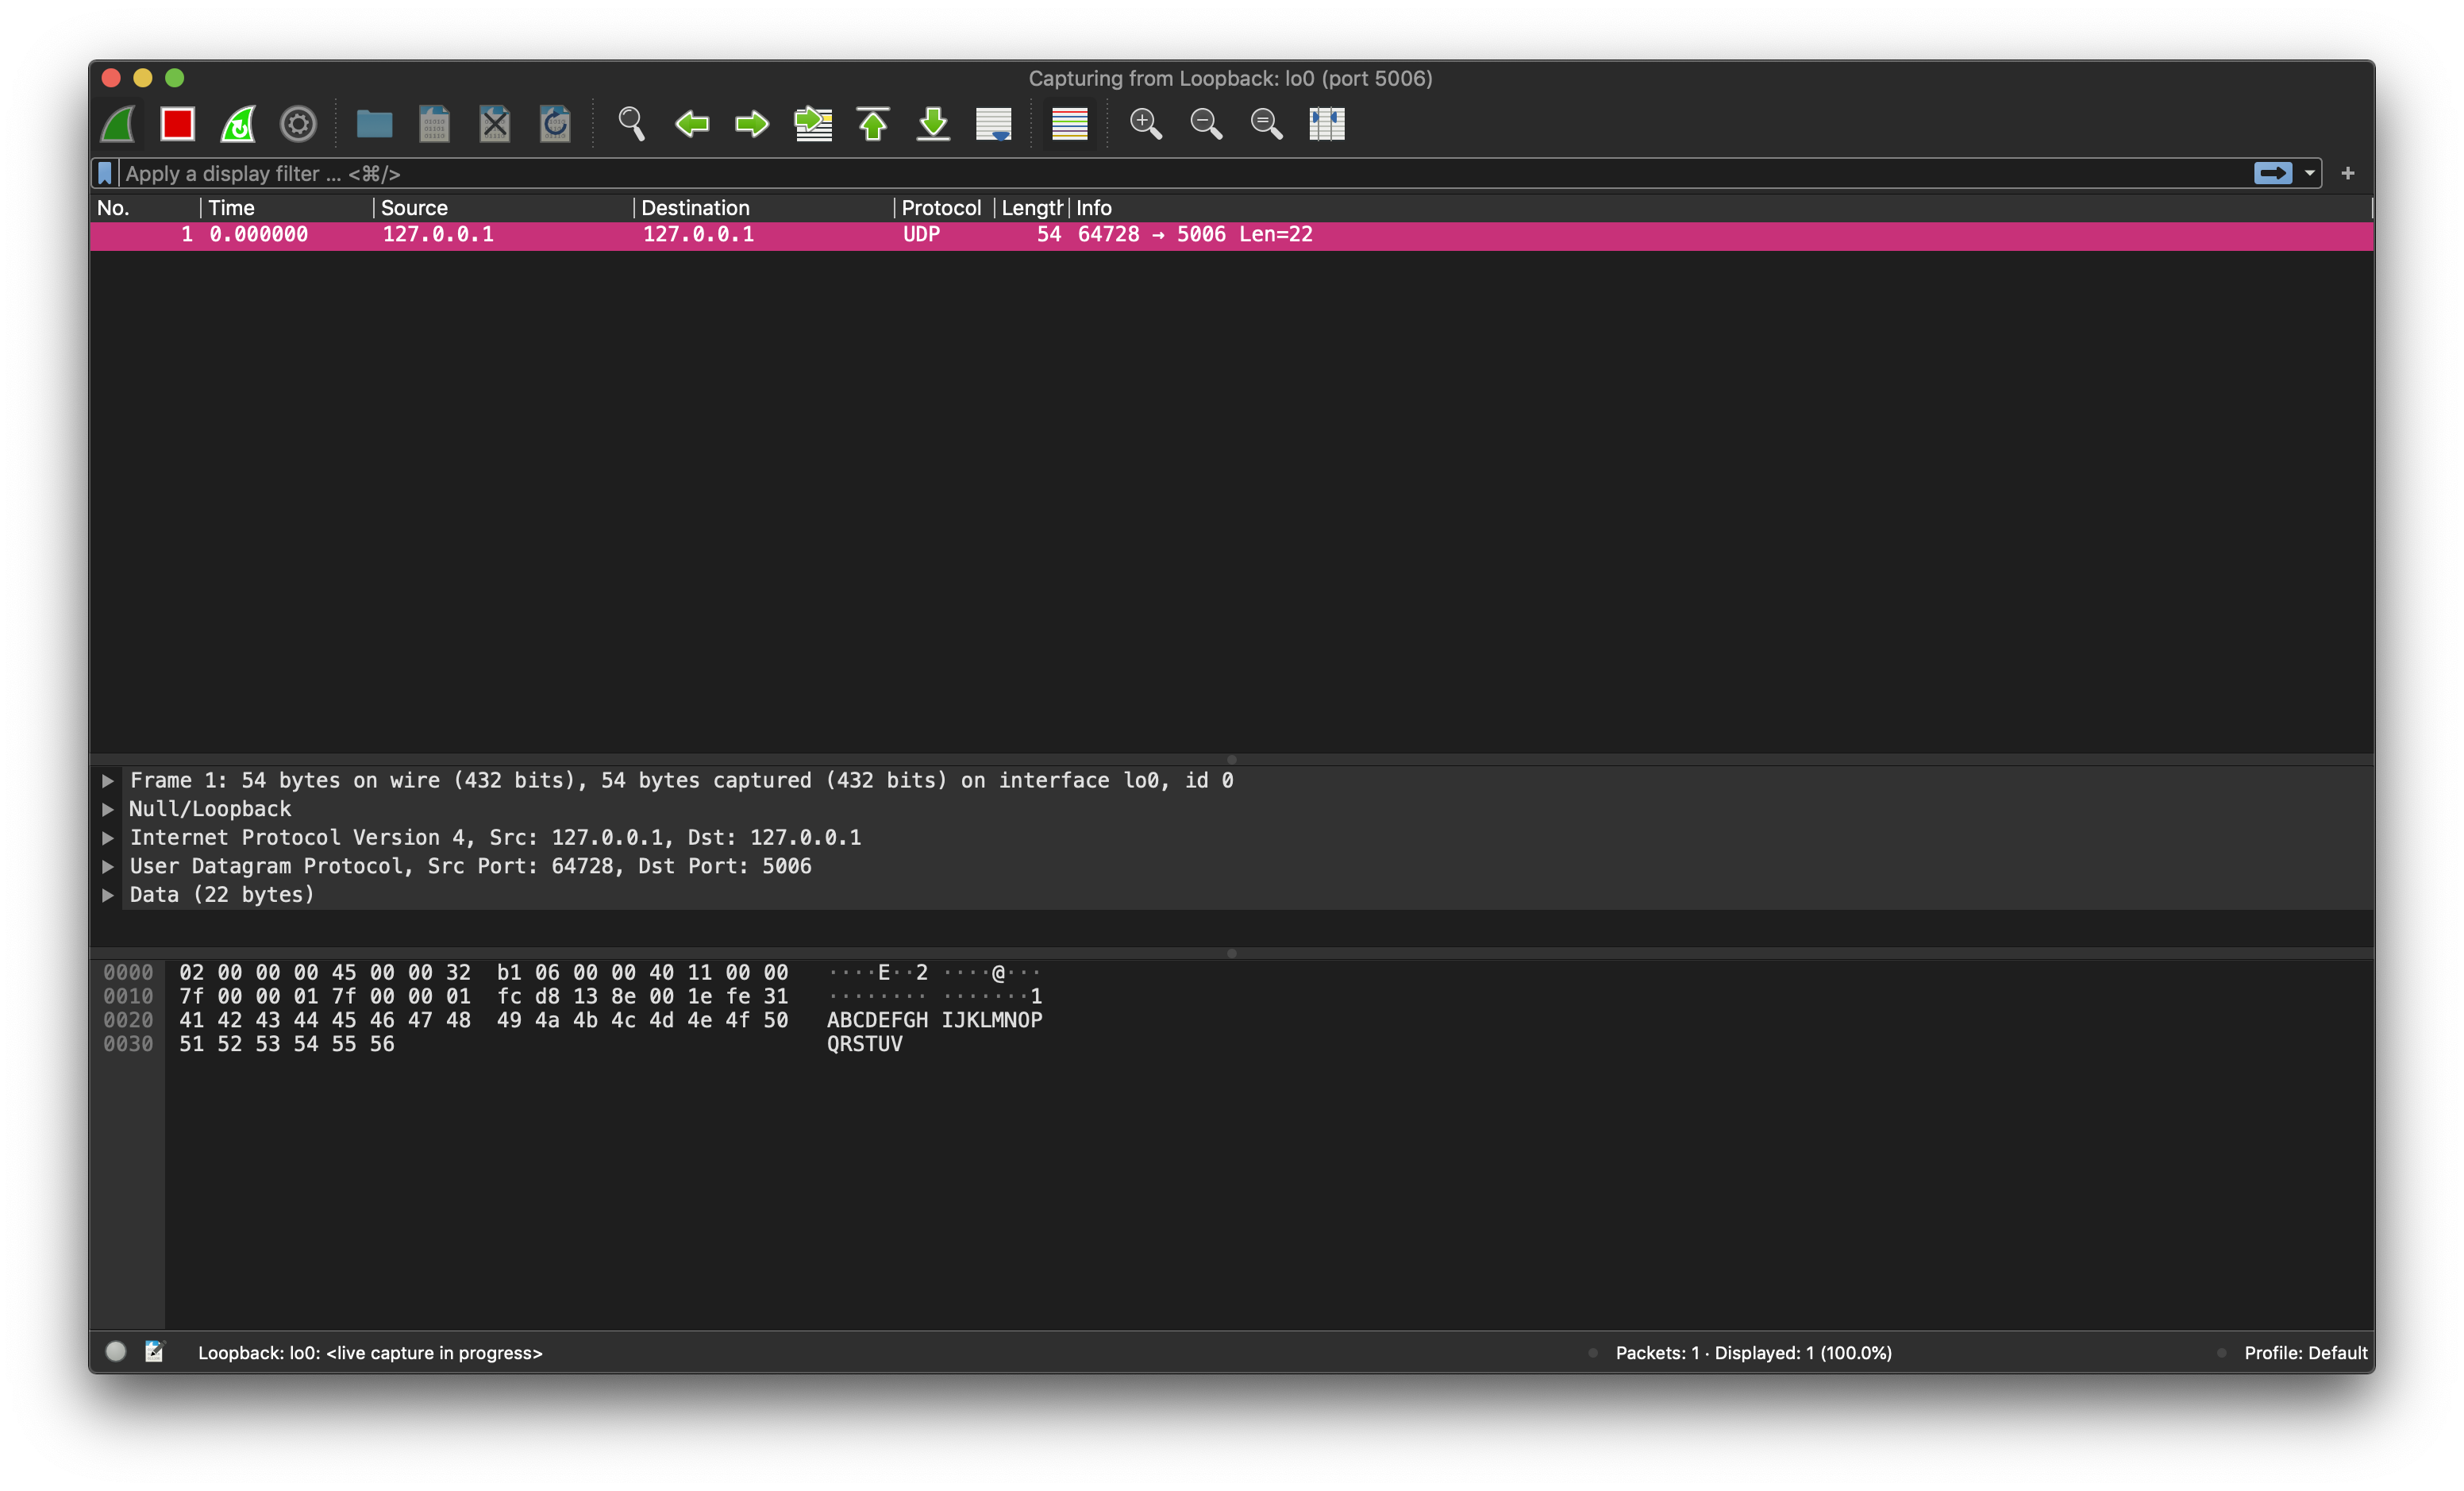 Capturing from Loopback: lo0 (port 5006)
Apply a display filter ... <⌘/>
No. Time Source Destination Protocol Length Info
1 0.000000 127.0.0.1 127.0.0.1 UDP 54 64728 → 5006 Len=22
Frame 1: 54 bytes on wire (432 bits), 54 bytes captured (432 bits) on interface lo0, id 0
Null/Loopback
Internet Protocol Version 4, Src: 127.0.0.1, Dst: 127.0.0.1
User Datagram Protocol, Src Port: 64728, Dst Port: 5006
Data (22 bytes)
0000 02 00 00 00 45 00 00 32 b1 06 00 00 40 11 00 00 ····E··2 ····@···
0010 7f 00 00 01 7f 00 00 01 fc d8 13 8e 00 1e fe 31 ········ ·······1
0020 41 42 43 44 45 46 47 48 49 4a 4b 4c 4d 4e 4f 50 ABCDEFGH IJKLMNOP
0030 51 52 53 54 55 56 QRSTUV
Loopback: lo0: <live capture in progress> Packets: 1 · Displayed: 1 (100.0%) Profile: Default